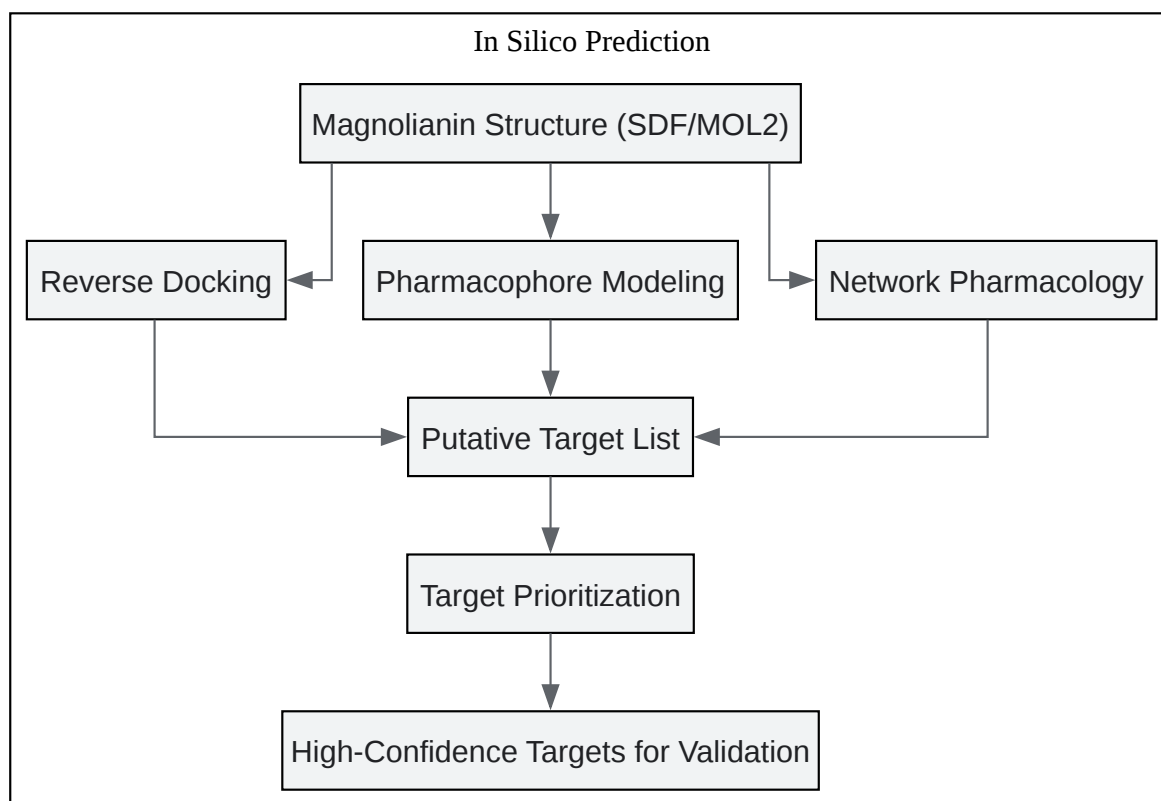 In Silico Prediction
Magnolianin Structure (SDF/MOL2)
Reverse Docking
Pharmacophore Modeling
Network Pharmacology
Putative Target List
Target Prioritization
High-Confidence Targets for Validation